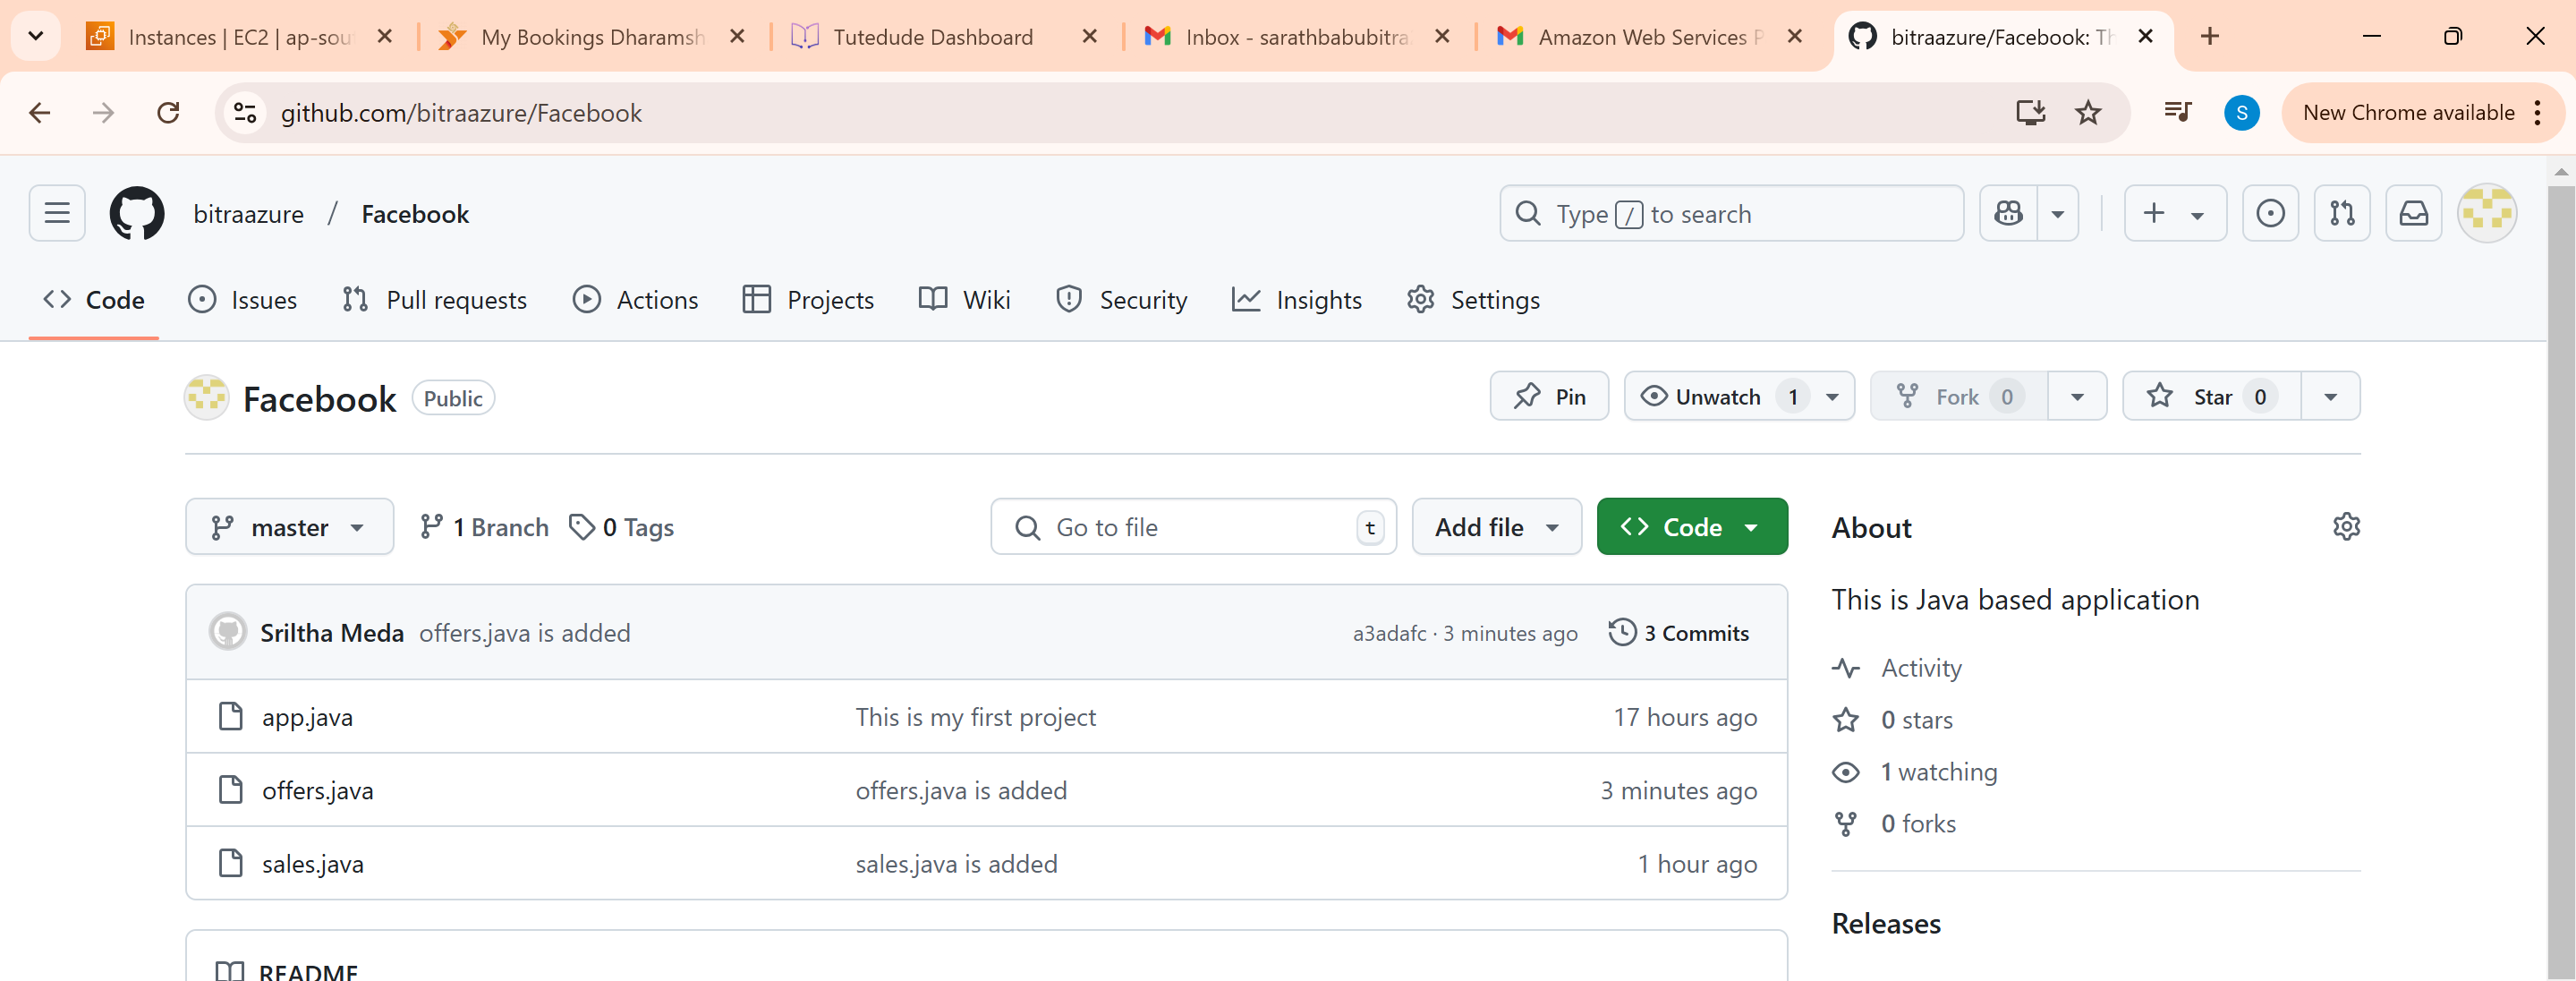 Instances | EC2 | ap-sou
My Bookings Dharamsh
Tutedude Dashboard
Inbox - sarathbabubitra
Amazon Web Services P
bitraazure/Facebook: Th
github.com/bitraazure/Facebook
S
New Chrome available
bitraazure / Facebook
Type / to search
Code
Issues
Pull requests
Actions
Projects
Wiki
Security
Insights
Settings
Facebook
Public
Pin
Unwatch 1
Fork 0
Star 0
master
1 Branch
0 Tags
Go to file
t
Add file
Code
Sriltha Meda offers.java is added
a3adafc · 3 minutes ago
3 Commits
app.java
This is my first project
17 hours ago
offers.java
offers.java is added
3 minutes ago
sales.java
sales.java is added
1 hour ago
README
About
This is Java based application
Activity
0 stars
1 watching
0 forks
Releases